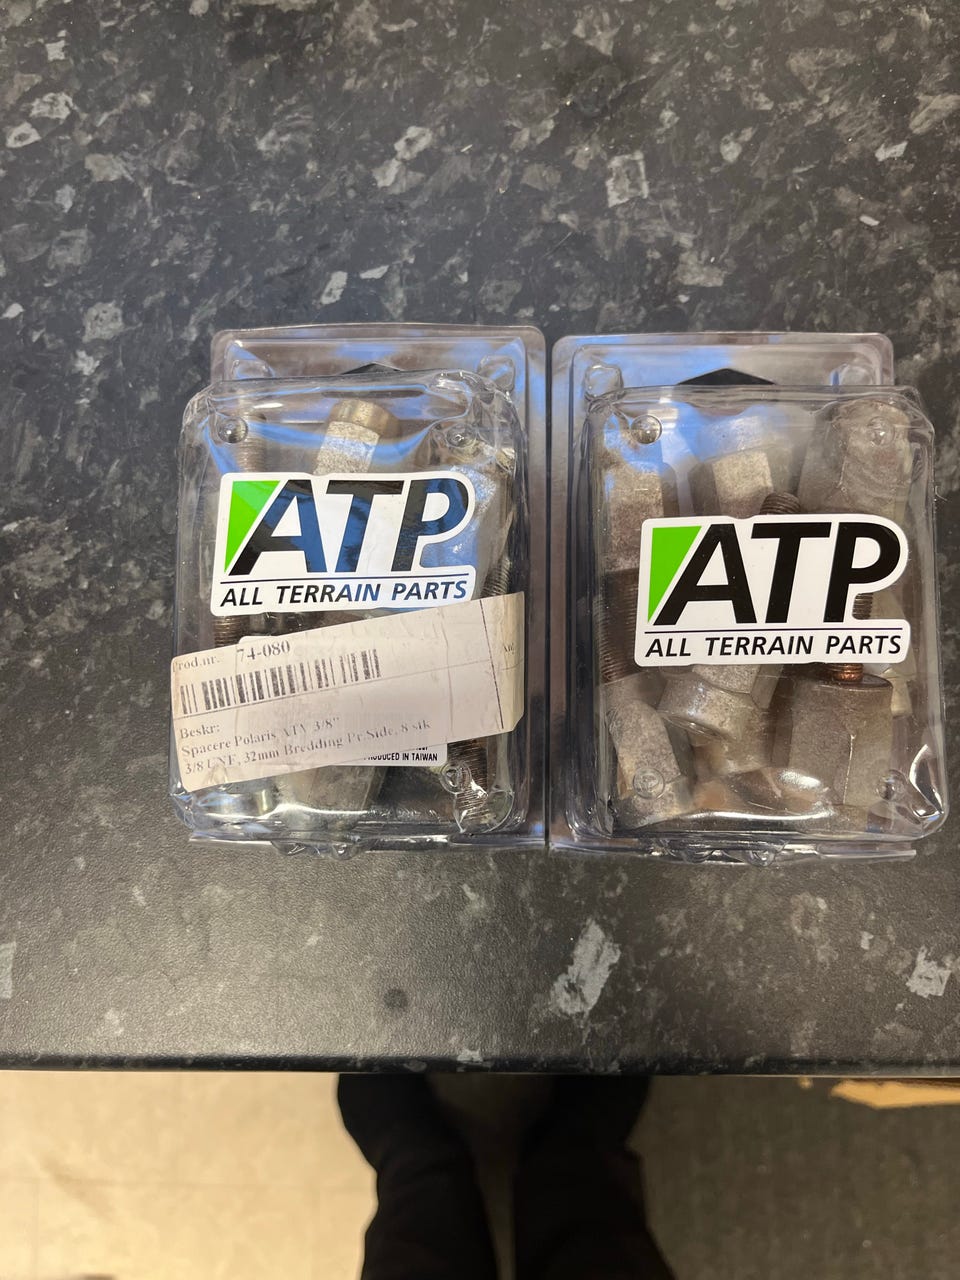 ATP
ALL TERRAIN PARTS
Prod.nr. 74-080
Beskr:
Spacere Polaris ATV 3/8"
3/8 UNF, 32mm Bredding Pr.Side, 8 stk
PRODUCED IN TAIWAN
ATP
ALL TERRAIN PARTS